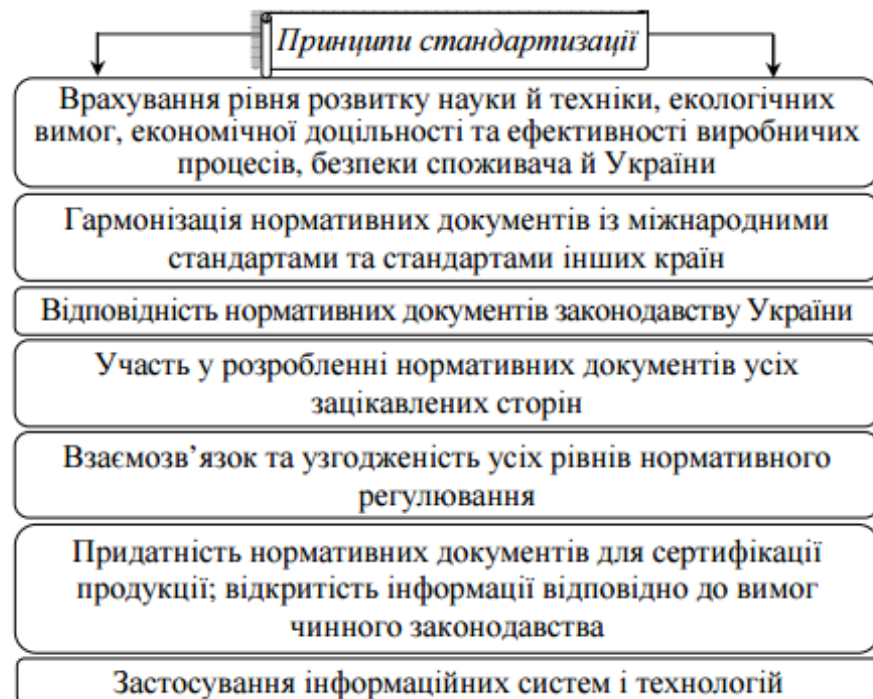 Принципи стандартизації
Врахування рівня розвитку науки й техніки, екологічних
вимог, економічної доцільності та ефективності виробничих
процесів, безпеки споживача й України
Гармонізація нормативних документів із міжнародними
стандартами та стандартами інших країн
Відповідність нормативних документів законодавству України
Участь у розробленні нормативних документів усіх
зацікавлених сторін
Взаємозв’язок та узгодженість усіх рівнів нормативного
регулювання
Придатність нормативних документів для сертифікації
продукції; відкритість інформації відповідно до вимог
чинного законодавства
Застосування інформаційних систем і технологій